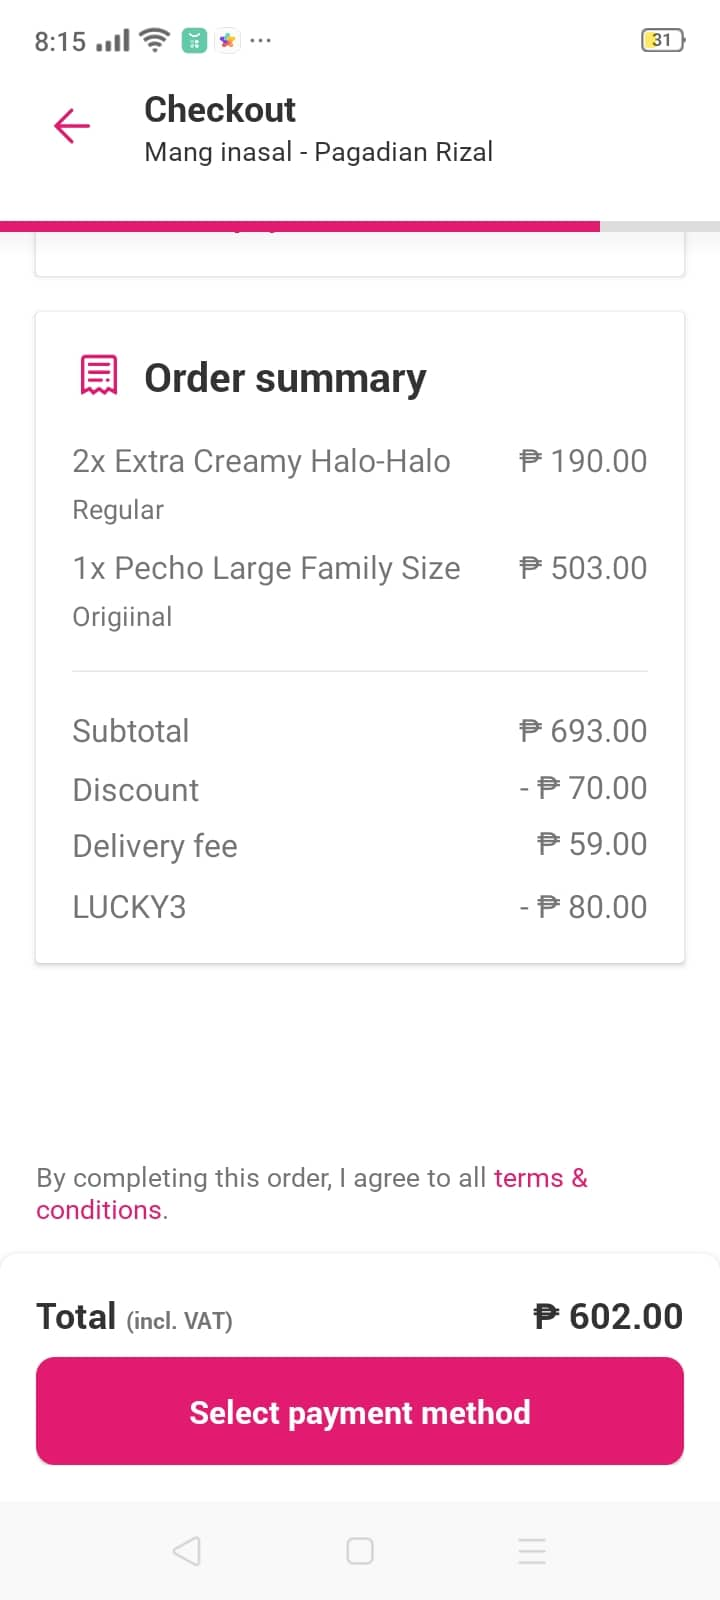 8:15
31
Checkout
Mang inasal - Pagadian Rizal
Order summary
2x Extra Creamy Halo-Halo ₱ 190.00
Regular
1x Pecho Large Family Size ₱ 503.00
Origiinal
Subtotal ₱ 693.00
Discount - ₱ 70.00
Delivery fee ₱ 59.00
LUCKY3 - ₱ 80.00
By completing this order, I agree to all terms &
conditions.
Total (incl. VAT) ₱ 602.00
Select payment method